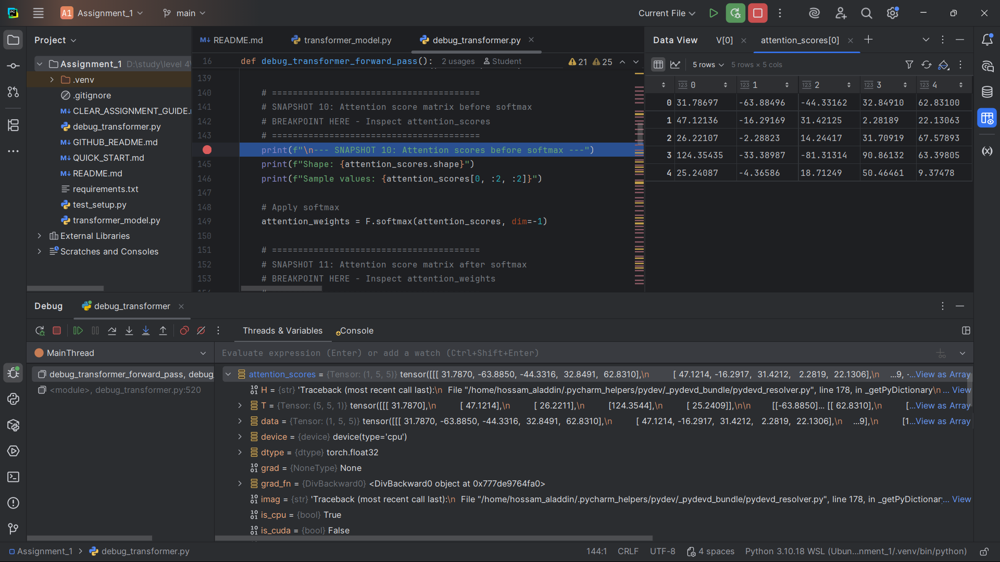 A1 Assignment_1 main Current File
Project
Assignment_1 D:\study\level 4\
.venv
.gitignore
CLEAR_ASSIGNMENT_GUIDE.
debug_transformer.py
GITHUB_README.md
QUICK_START.md
README.md
requirements.txt
test_setup.py
transformer_model.py
External Libraries
Scratches and Consoles
README.md transformer_model.py debug_transformer.py
16 def debug_transformer_forward_pass(): 2 usages Student 21 25
139
140 # ========================================
141 # SNAPSHOT 10: Attention score matrix before softmax
142 # BREAKPOINT HERE - Inspect attention_scores
143 # ========================================
print(f"\n--- SNAPSHOT 10: Attention scores before softmax ---")
145 print(f"Shape: {attention_scores.shape}")
146 print(f"Sample values: {attention_scores[0, :2, :2]}")
147
148 # Apply softmax
149 attention_weights = F.softmax(attention_scores, dim=-1)
150
151 # ========================================
152 # SNAPSHOT 11: Attention score matrix after softmax
153 # BREAKPOINT HERE - Inspect attention_weights
Data View V[0] attention_scores[0]
5 rows 5 rows × 5 cols
0 1 2 3 4
0 31.78697 -63.88496 -44.33162 32.84910 62.83100
1 47.12136 -16.29169 31.42125 2.28189 22.13063
2 26.22107 -2.28823 14.24417 31.70919 67.57893
3 124.35435 -33.38987 -81.31314 90.86132 63.39805
4 25.24087 -4.36586 18.71249 50.46461 9.37478
Debug debug_transformer
Threads & Variables Console
MainThread
debug_transformer_forward_pass, debug_
<module>, debug_transformer.py:520
Evaluate expression (Enter) or add a watch (Ctrl+Shift+Enter)
attention_scores = {Tensor: (1, 5, 5)} tensor([[[ 31.7870, -63.8850, -44.3316, 32.8491, 62.8310],\n [ 47.1214, -16.2917, 31.4212, 2.2819, 22.1306],\n ...9, -...View as Array
H = {str} 'Traceback (most recent call last):\n File "/home/hossam_aladdin/.pycharm_helpers/pydev/_pydevd_bundle/pydevd_resolver.py", line 178, in _getPyDictionary\n ... View
T = {Tensor: (5, 5, 1)} tensor([[[ 31.7870],\n [ 47.1214],\n [ 26.2211],\n [124.3544],\n [ 25.2409]],\n\n [[-63.8850]... [[ 62.8310],\n [...View as Array
data = {Tensor: (1, 5, 5)} tensor([[[ 31.7870, -63.8850, -44.3316, 32.8491, 62.8310],\n [ 47.1214, -16.2917, 31.4212, 2.2819, 22.1306],\n ...9],\n [1...View as Array
device = {device} device(type='cpu')
dtype = {dtype} torch.float32
grad = {NoneType} None
grad_fn = {DivBackward0} <DivBackward0 object at 0x777de9764fa0>
imag = {str} 'Traceback (most recent call last):\n File "/home/hossam_aladdin/.pycharm_helpers/pydev/_pydevd_bundle/pydevd_resolver.py", line 178, in _getPyDictionary... View
is_cpu = {bool} True
is_cuda = {bool} False
Assignment_1 > debug_transformer.py 144:1 CRLF UTF-8 4 spaces Python 3.10.18 WSL (Ubun...nment_1/.venv/bin/python)